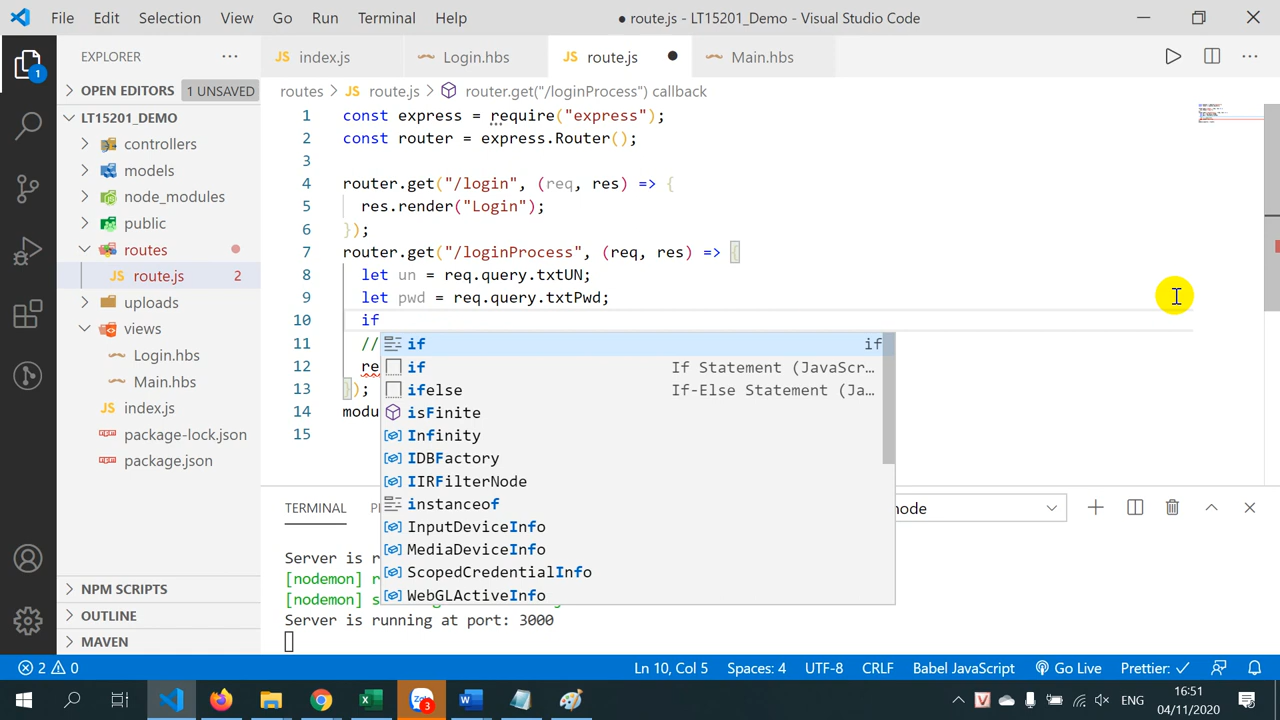 File Edit Selection View Go Run Terminal Help ● route.js - LT15201_Demo - Visual Studio Code
EXPLORER ···
JS index.js Login.hbs JS route.js ● Main.hbs
OPEN EDITORS 1 UNSAVED
routes > JS route.js > router.get("/loginProcess") callback
LT15201_DEMO
controllers
models
node_modules
public
routes
JS route.js 2
uploads
views
Login.hbs
Main.hbs
JS index.js
package-lock.json
package.json
NPM SCRIPTS
OUTLINE
MAVEN
1
1 const express = require("express");
2 const router = express.Router();
3
4 router.get("/login", (req, res) => {
5 res.render("Login");
6 });
7 router.get("/loginProcess", (req, res) => {
8 let un = req.query.txtUN;
9 let pwd = req.query.txtPwd;
10 if
11 //
12 re
13 });
14 modu
15
if if
if If Statement (JavaScr...
ifelse If-Else Statement (Ja...
isFinite
Infinity
IDBFactory
IIRFilterNode
instanceof
InputDeviceInfo
MediaDeviceInfo
ScopedCredentialInfo
WebGLActiveInfo
TERMINAL P ode
Server is r
[nodemon] r
[nodemon] s
Server is running at port: 3000
2 0 Ln 10, Col 5 Spaces: 4 UTF-8 CRLF Babel JavaScript Go Live Prettier: ✓
3 W V ENG 16:51
04/11/2020